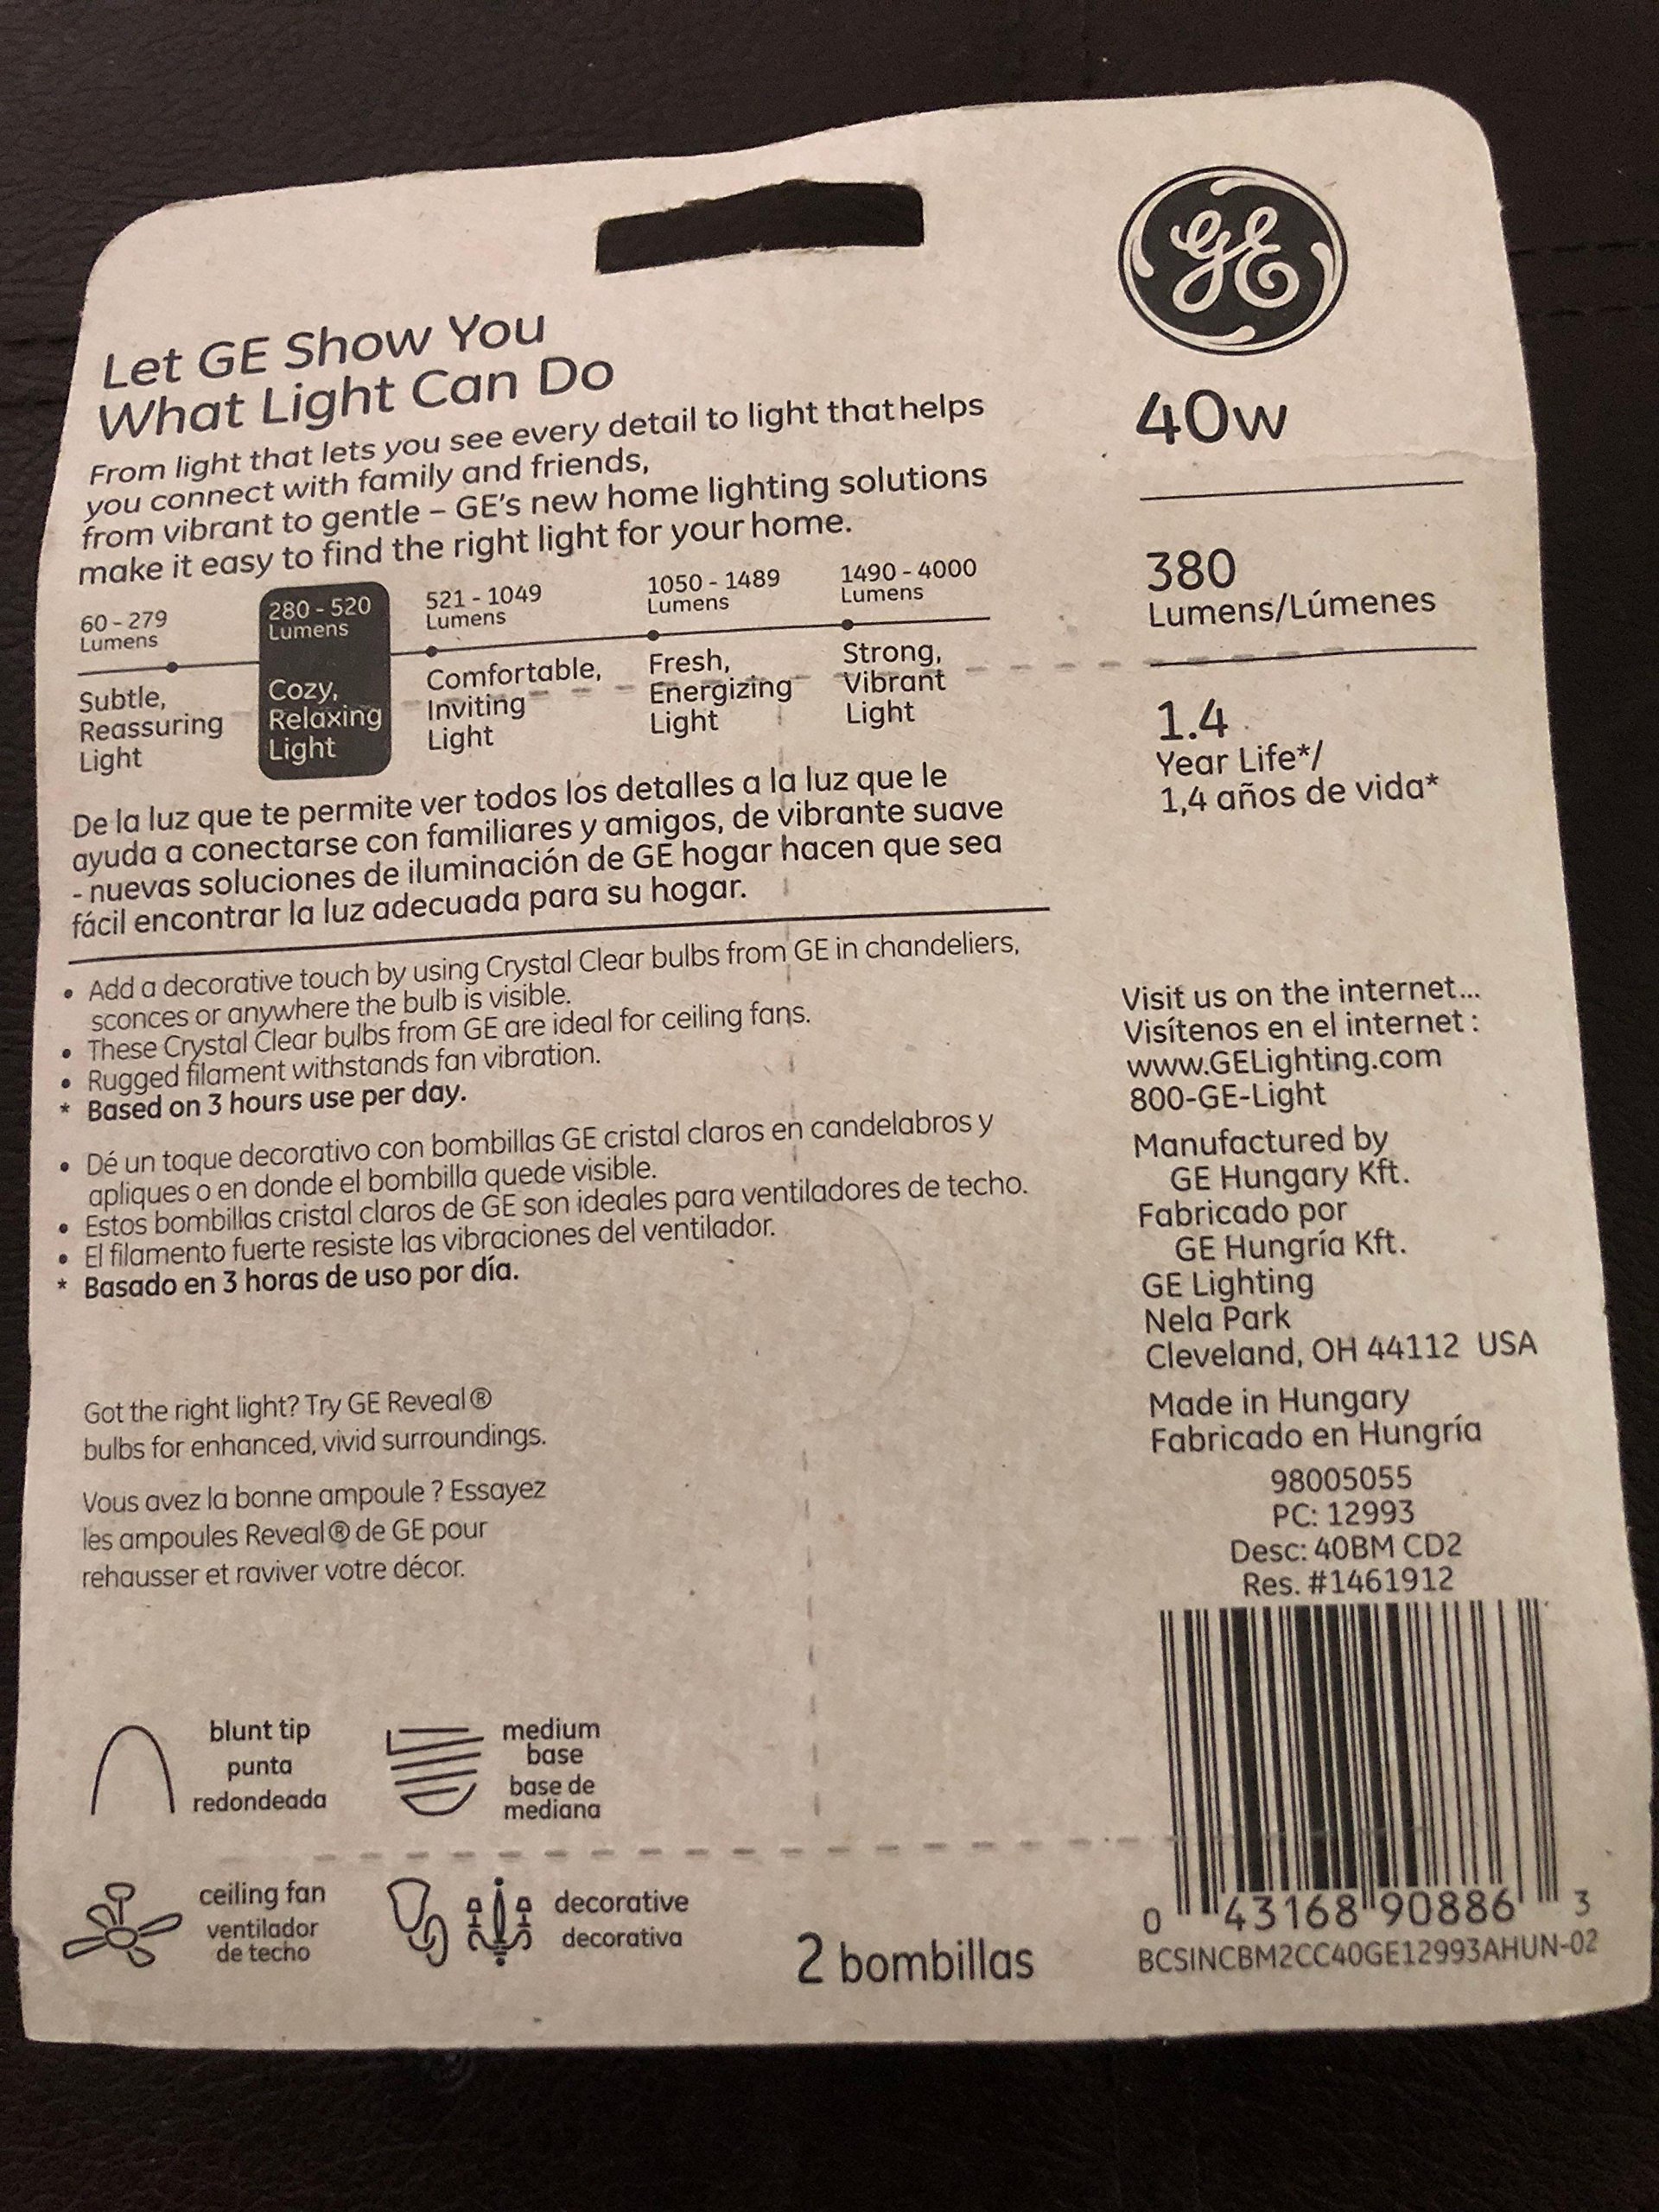 GE
Let GE Show You
What Light Can Do
From light that lets you see every detail to light that helps
you connect with family and friends,
from vibrant to gentle – GE's new home lighting solutions
make it easy to find the right light for your home.
60 - 279
Lumens
Subtle,
Reassuring
Light
280 - 520
Lumens
Cozy,
Relaxing
Light
521 - 1049
Lumens
Comfortable,
Inviting
Light
1050 - 1489
Lumens
Fresh,
Energizing
Light
1490 - 4000
Lumens
Strong,
Vibrant
Light
De la luz que te permite ver todos los detalles a la luz que le
ayuda a conectarse con familiares y amigos, de vibrante suave
- nuevas soluciones de iluminación de GE hogar hacen que sea
fácil encontrar la luz adecuada para su hogar.
• Add a decorative touch by using Crystal Clear bulbs from GE in chandeliers,
sconces or anywhere the bulb is visible.
• These Crystal Clear bulbs from GE are ideal for ceiling fans.
• Rugged filament withstands fan vibration.
* Based on 3 hours use per day.
• Dé un toque decorativo con bombillas GE cristal claros en candelabros y
apliques o en donde el bombilla quede visible.
• Estos bombillas cristal claros de GE son ideales para ventiladores de techo.
• El filamento fuerte resiste las vibraciones del ventilador.
* Basado en 3 horas de uso por día.
Got the right light? Try GE Reveal®
bulbs for enhanced, vivid surroundings.
Vous avez la bonne ampoule ? Essayez
les ampoules Reveal® de GE pour
rehausser et raviver votre décor.
blunt tip
punta
redondeada
medium
base
base de
mediana
ceiling fan
ventilador
de techo
decorative
decorativa
2 bombillas
40w
380
Lumens/Lúmenes
1.4
Year Life*/
1,4 años de vida*
Visit us on the internet...
Visítenos en el internet :
www.GELighting.com
800-GE-Light
Manufactured by
GE Hungary Kft.
Fabricado por
GE Hungría Kft.
GE Lighting
Nela Park
Cleveland, OH 44112 USA
Made in Hungary
Fabricado en Hungría
98005055
PC: 12993
Desc: 40BM CD2
Res. #1461912
0 43168 90886 3
BCSINCBM2CC40GE12993AHUN-02